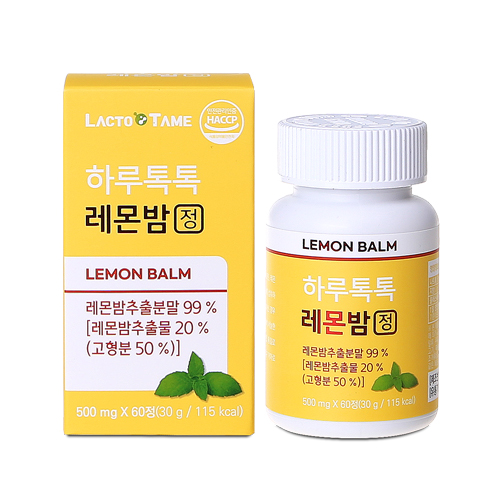 LACTO TAME
HACCP
하루톡톡
레몬밤 정
LEMON BALM
레몬밤추출분말 99 %
[레몬밤추출물 20 %
(고형분 50 %)]
500 mg X 60정(30 g / 115 kcal)
LEMON BALM
하루톡톡
레몬밤 정
레몬밤추출분말 99 %
[레몬밤추출물 20 %
(고형분 50 %)]
500 mg X 60정(30 g / 115 kcal)